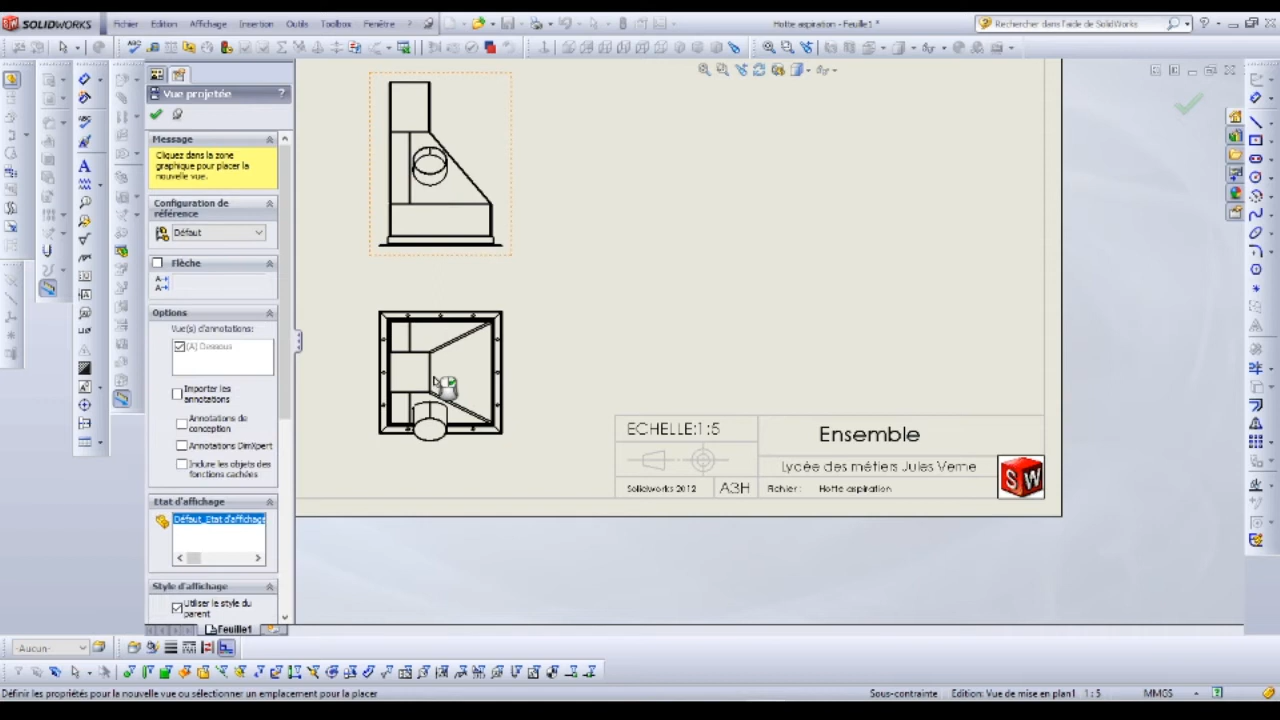 SOLIDWORKS Fichier Edition Affichage Insertion Outils Toolbox Fenêtre ? Hotte aspiration - Feuille1 * Rechercher dans l'aide de SolidWorks
Vue projetée ?
Message
Cliquez dans la zone
graphique pour placer la
nouvelle vue.
Configuration de
référence
Défaut
Flèche
Options
Vue(s) d'annotations:
(A) Dessous
Importer les
annotations
Annotations de
conception
Annotations DimXpert
Inclure les objets des
fonctions cachées
Etat d'affichage
Défaut_Etat d'affichage
Style d'affichage
Utiliser le style du
parent
Feuille1
ECHELLE:1:5
Ensemble
Lycée des métiers Jules Verne
Solidworks 2012 A3H Fichier : Hotte aspiration
SW
-Aucun-
Définir les propriétés pour la nouvelle vue ou sélectionner un emplacement pour la placer Sous-contrainte Edition: Vue de mise en plan1 1 : 5 MMGS